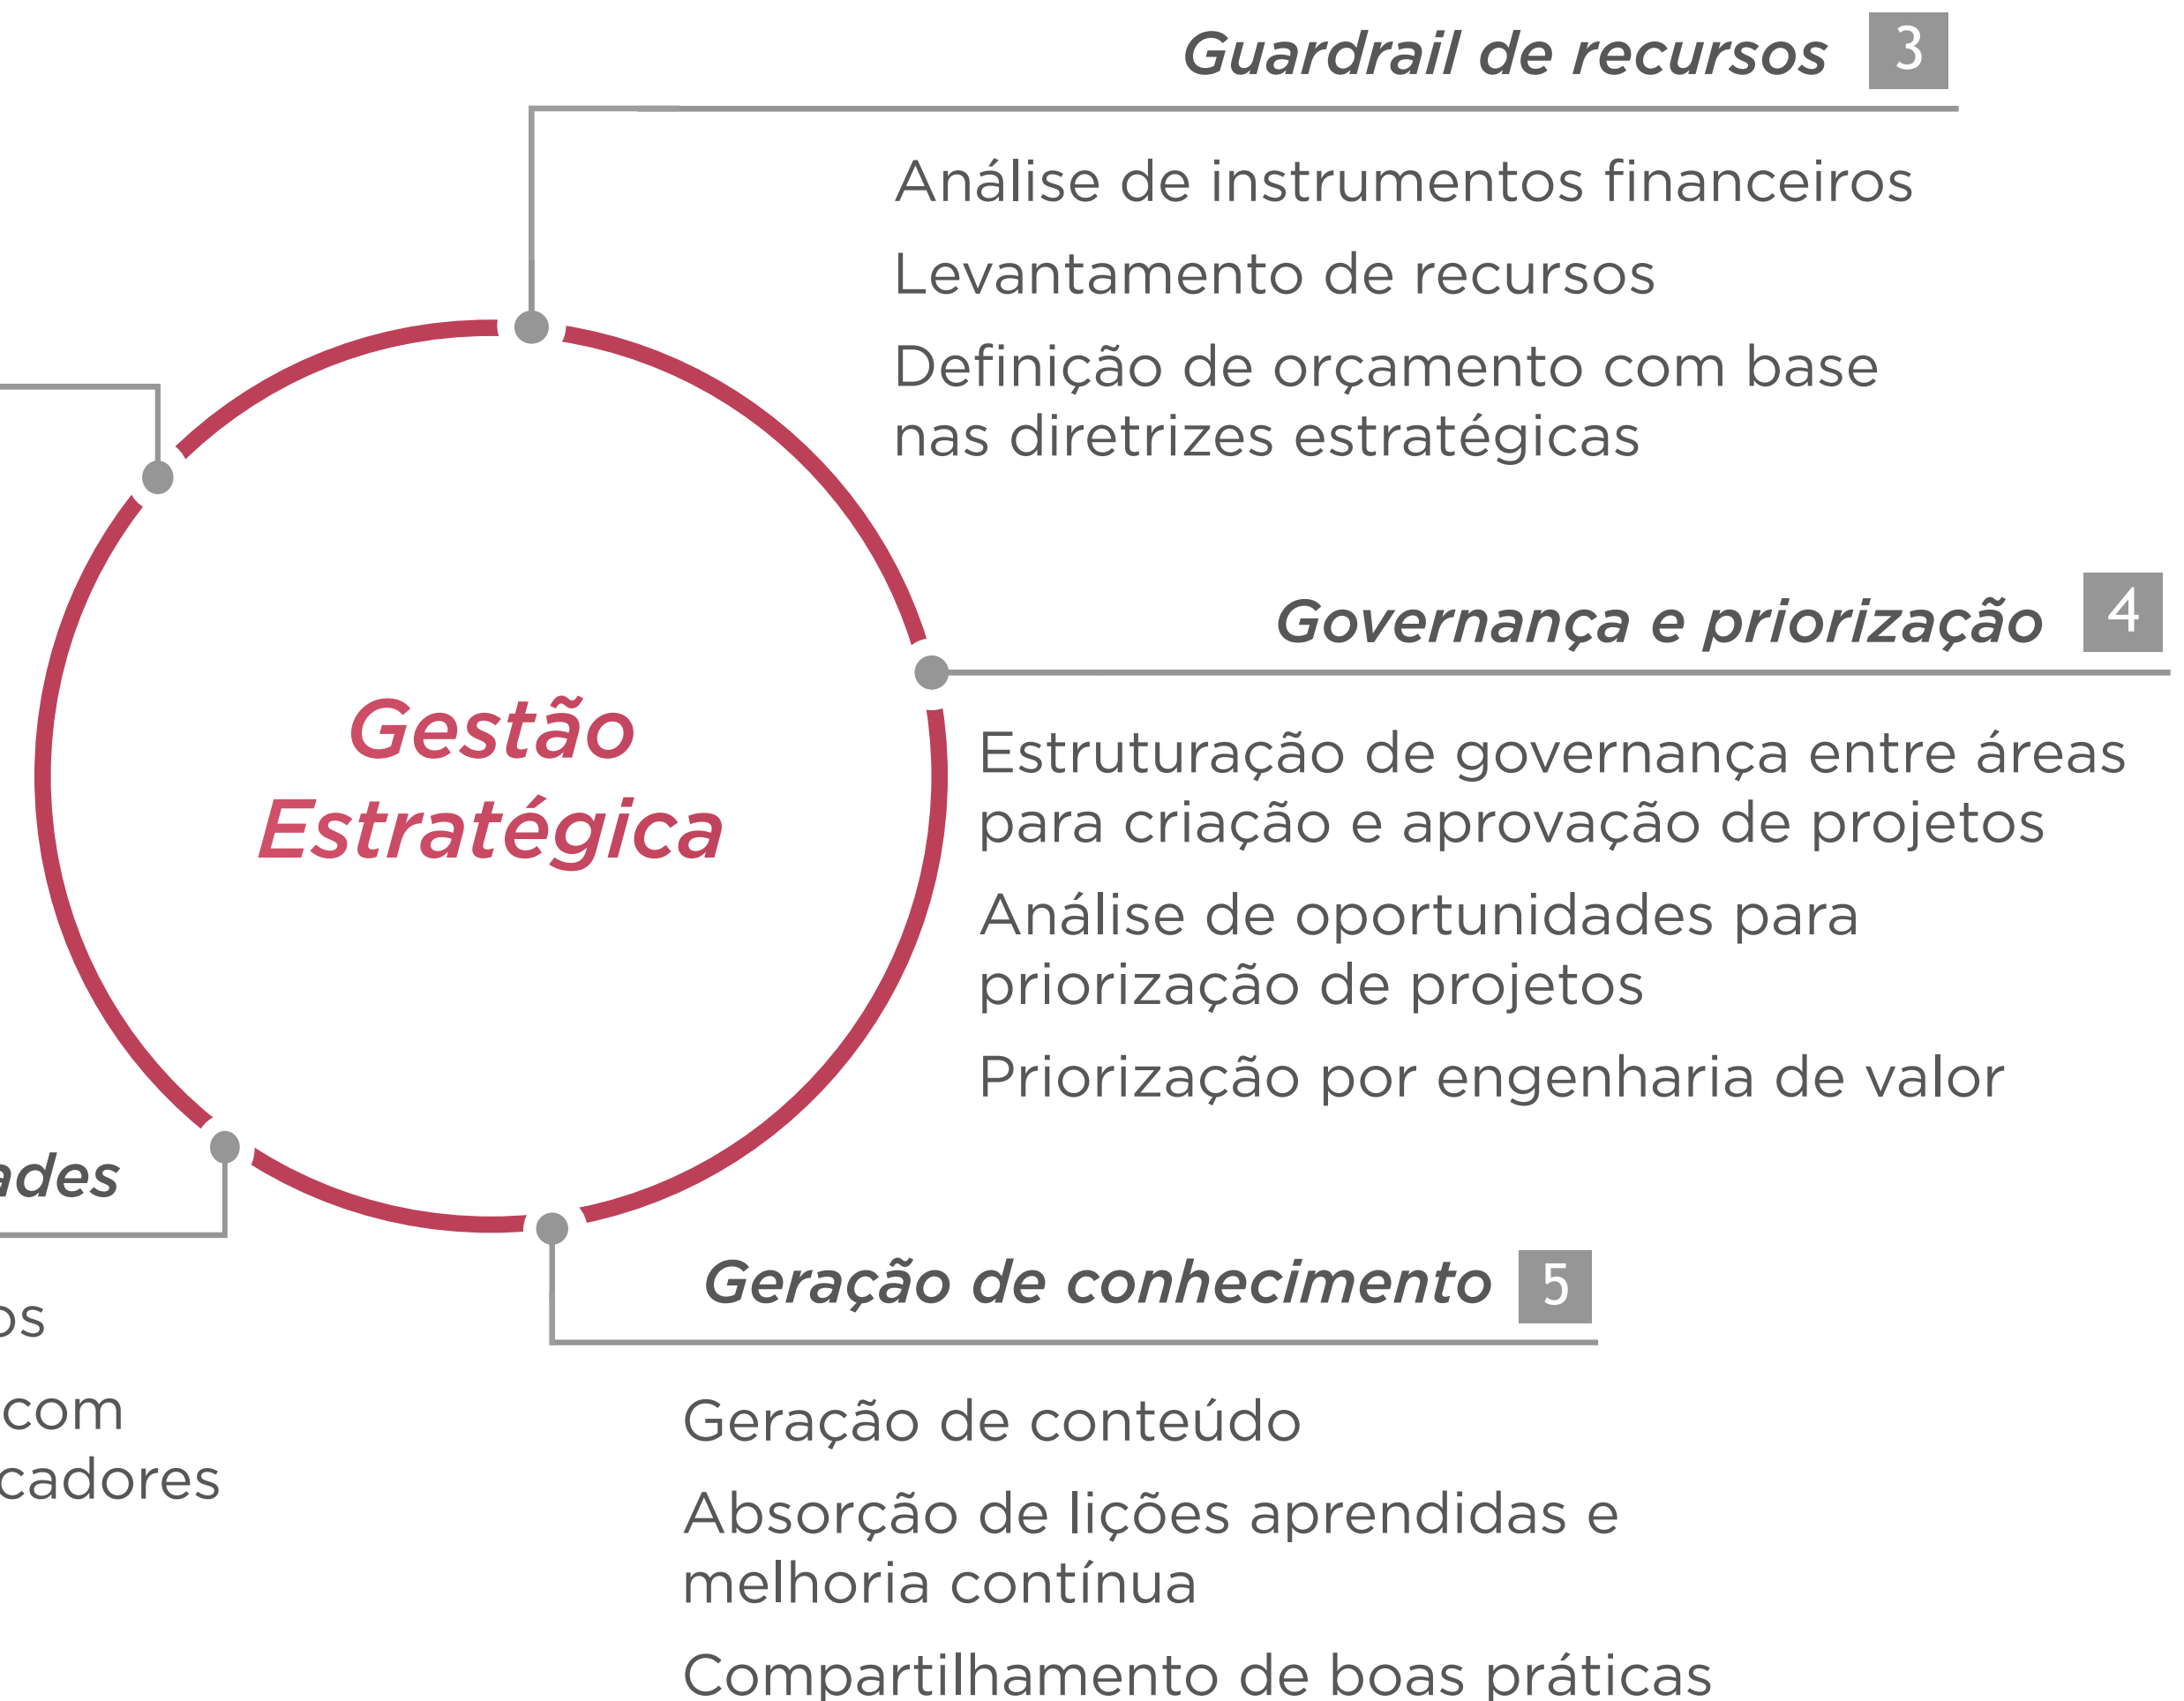 Guardrail de recursos 3
Análise de instrumentos financeiros
Levantamento de recursos
Definição de orçamento com base
nas diretrizes estratégicas
Governança e priorização 4
Estruturação de governança entre áreas
para criação e aprovação de projetos
Análise de oportunidades para
priorização de projetos
Priorização por engenharia de valor
Gestão
Estratégica
Geração de conhecimento 5
Geração de conteúdo
Absorção de lições aprendidas e
melhoria contínua
Compartilhamento de boas práticas
com